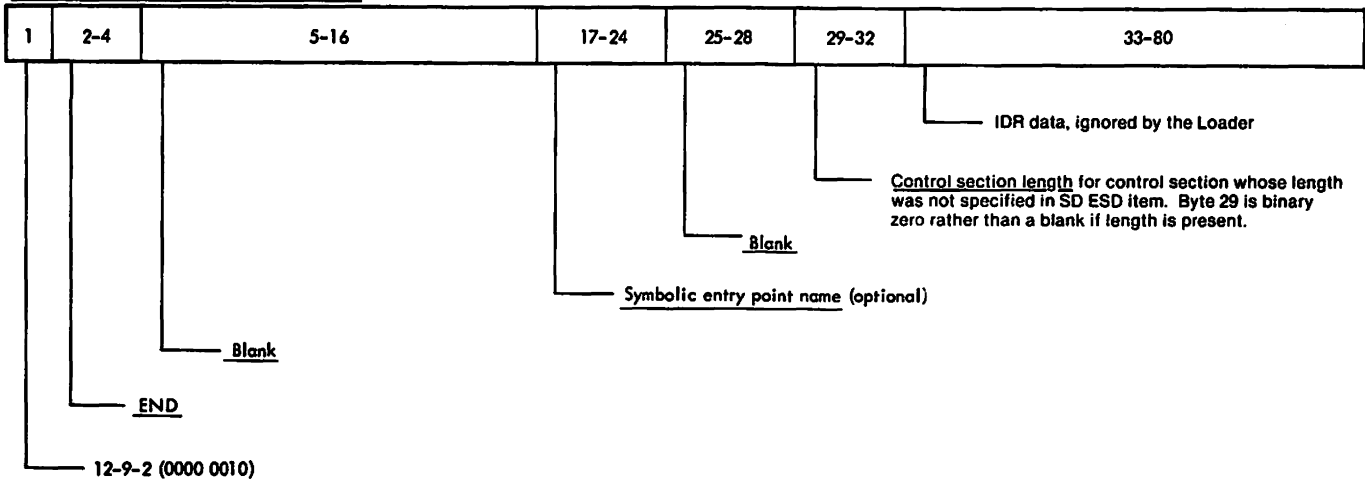 1 2-4 5-16 17-24 25-28 29-32 33-80
IDR data, ignored by the Loader
Control section length for control section whose length
was not specified in SD ESD item. Byte 29 is binary
zero rather than a blank if length is present.
Blank
Symbolic entry point name (optional)
Blank
END
12-9-2 (0000 0010)